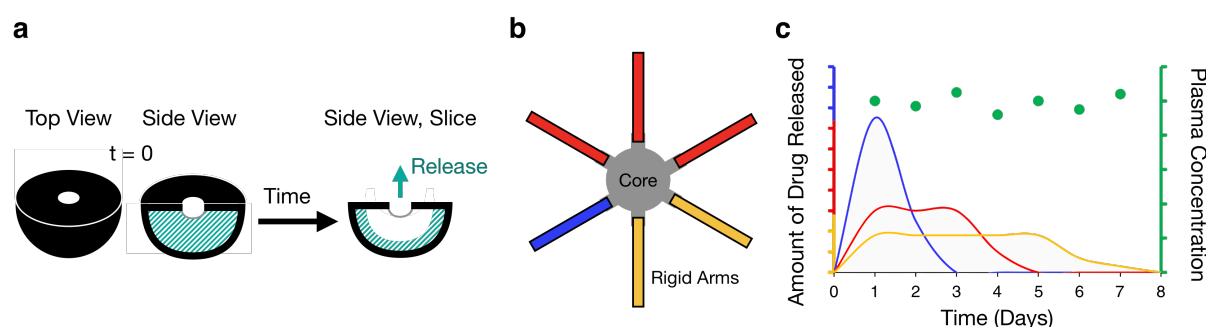 a
Top View
Side View
t = 0
Time
Side View, Slice
Release
b
Core
Rigid Arms
c
Amount of Drug Released
Plasma Concentration
0 1 2 3 4 5 6 7 8
Time (Days)